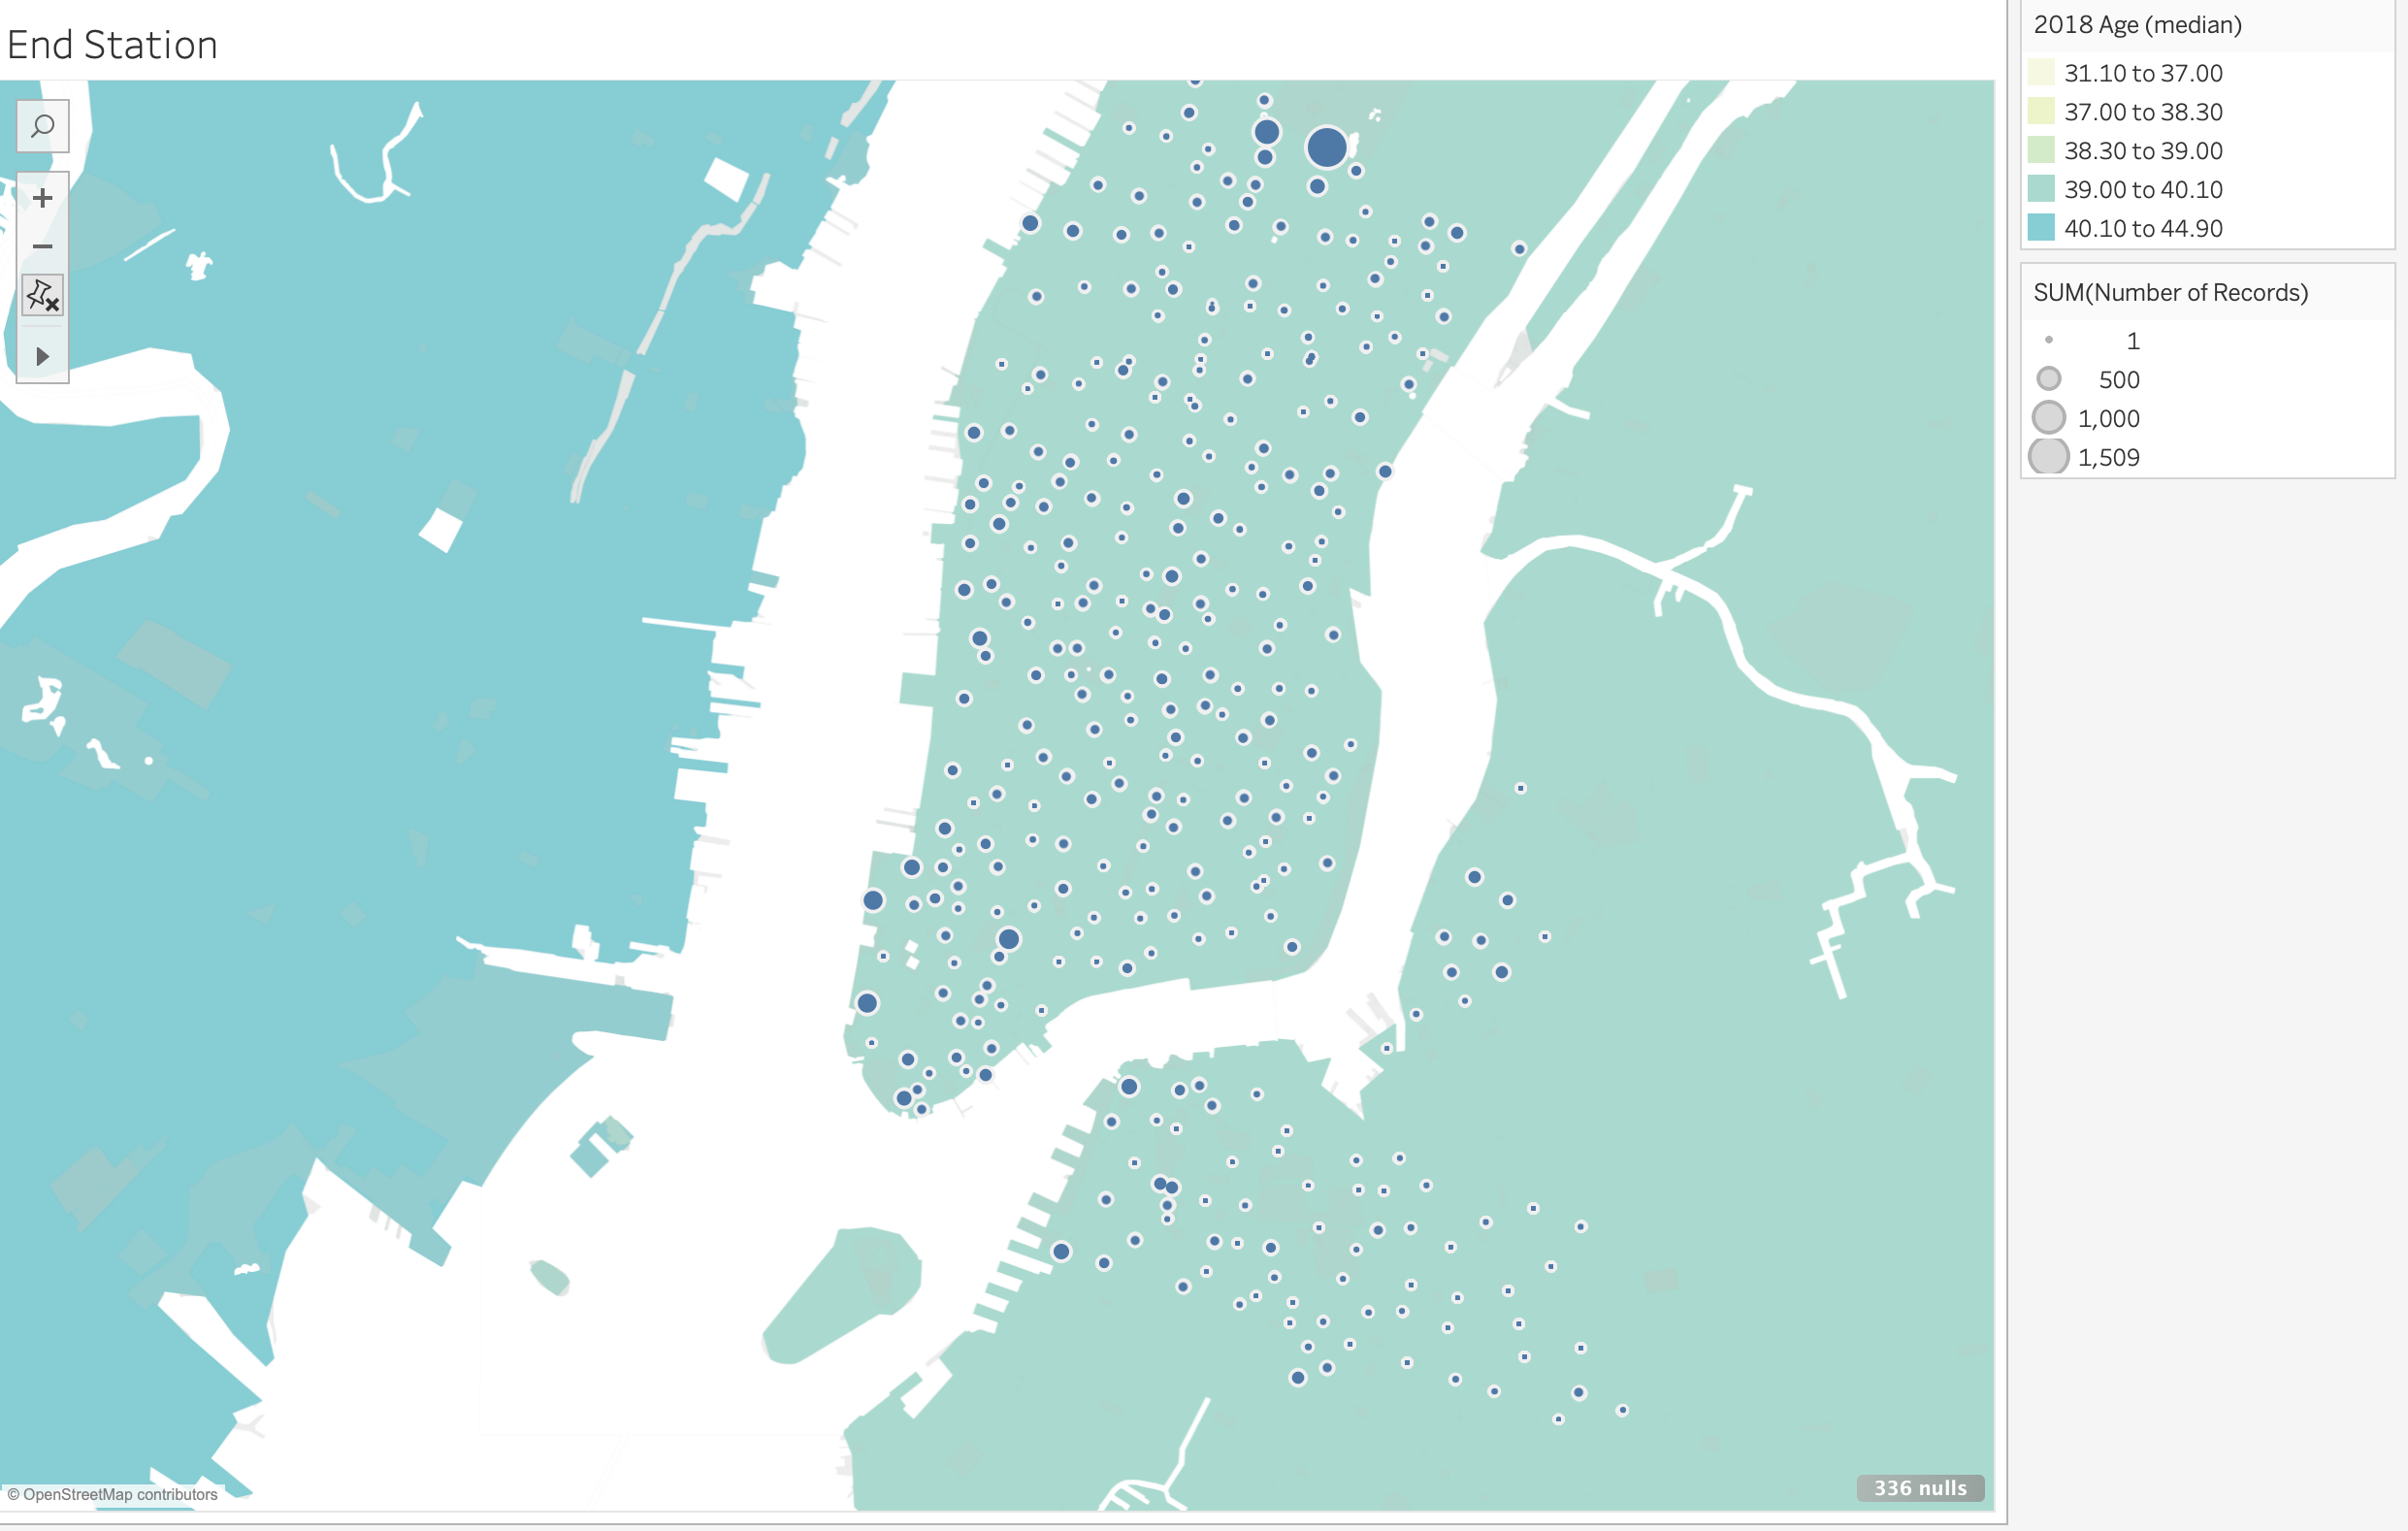 End Station
2018 Age (median)
31.10 to 37.00
37.00 to 38.30
38.30 to 39.00
39.00 to 40.10
40.10 to 44.90
SUM(Number of Records)
1
500
1,000
1,509
© OpenStreetMap contributors
336 nulls